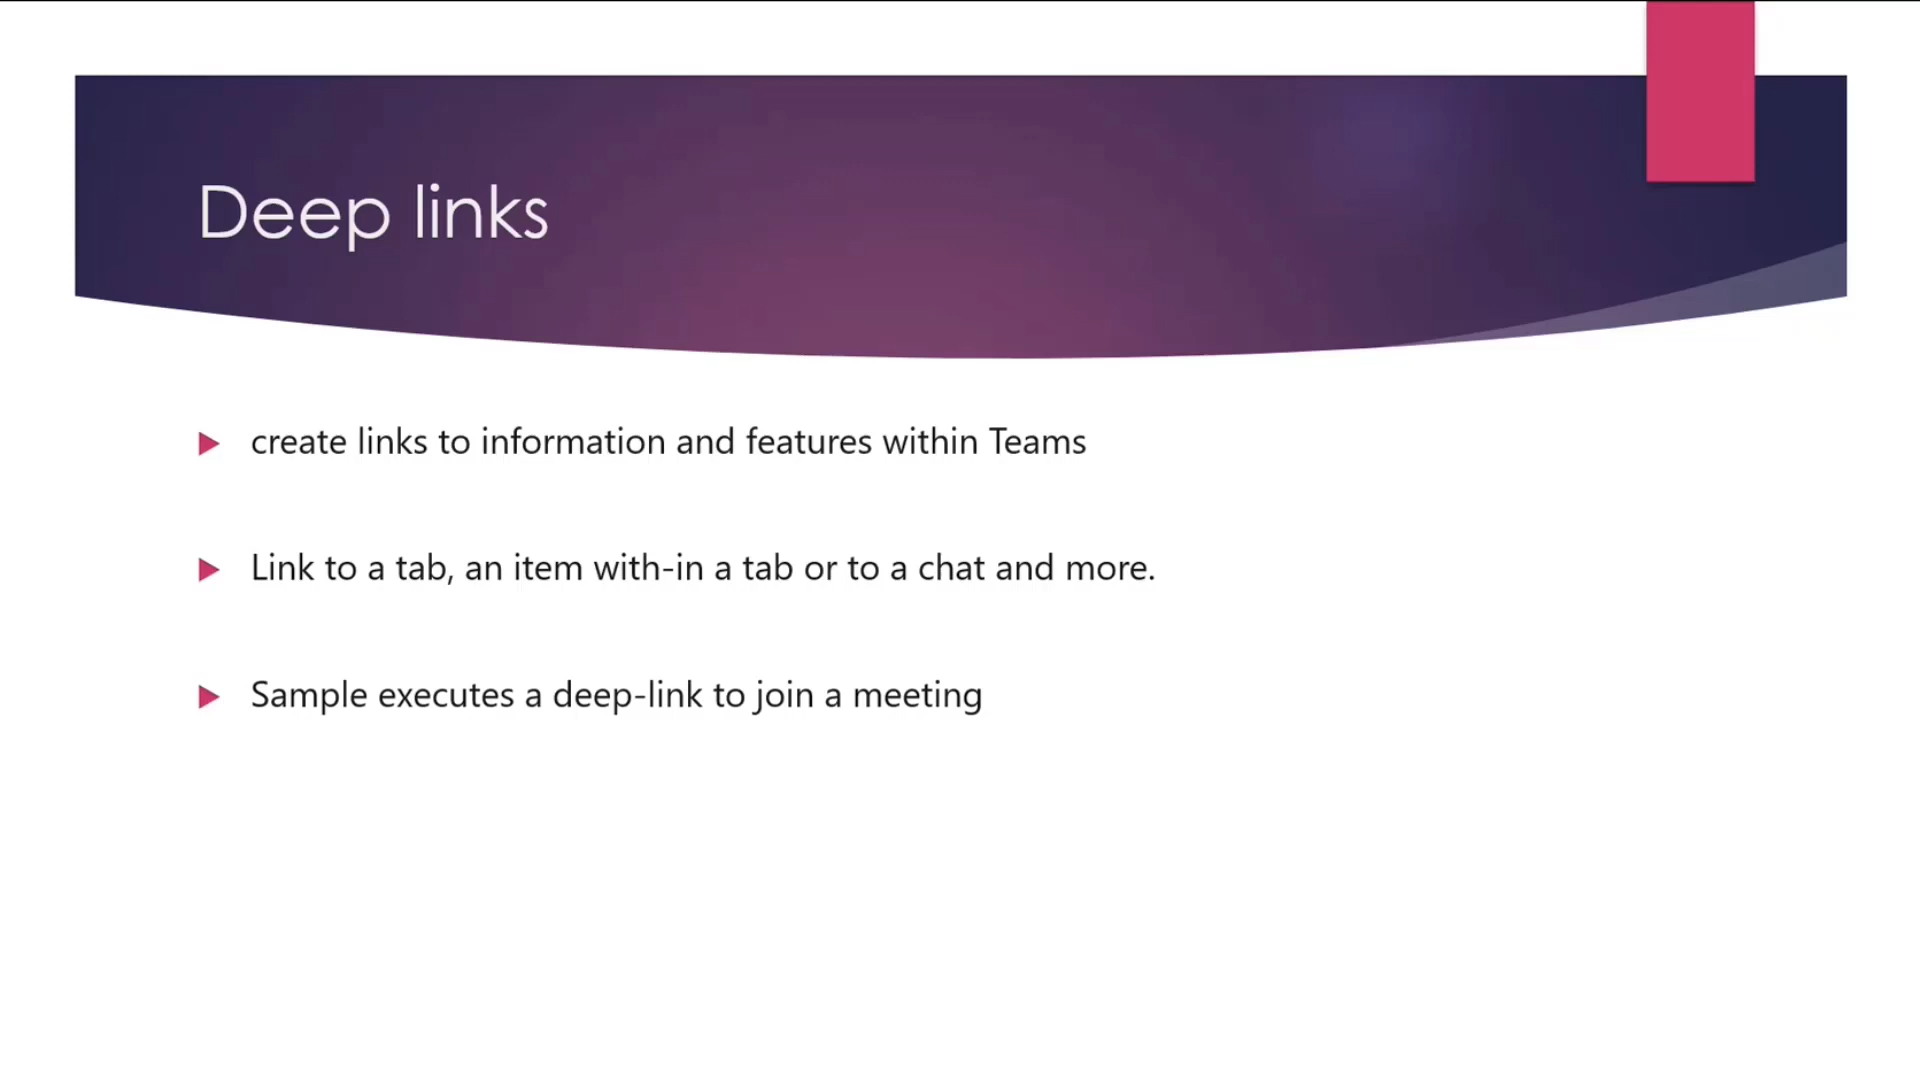 Deep links
create links to information and features within Teams
Link to a tab, an item with-in a tab or to a chat and more.
Sample executes a deep-link to join a meeting